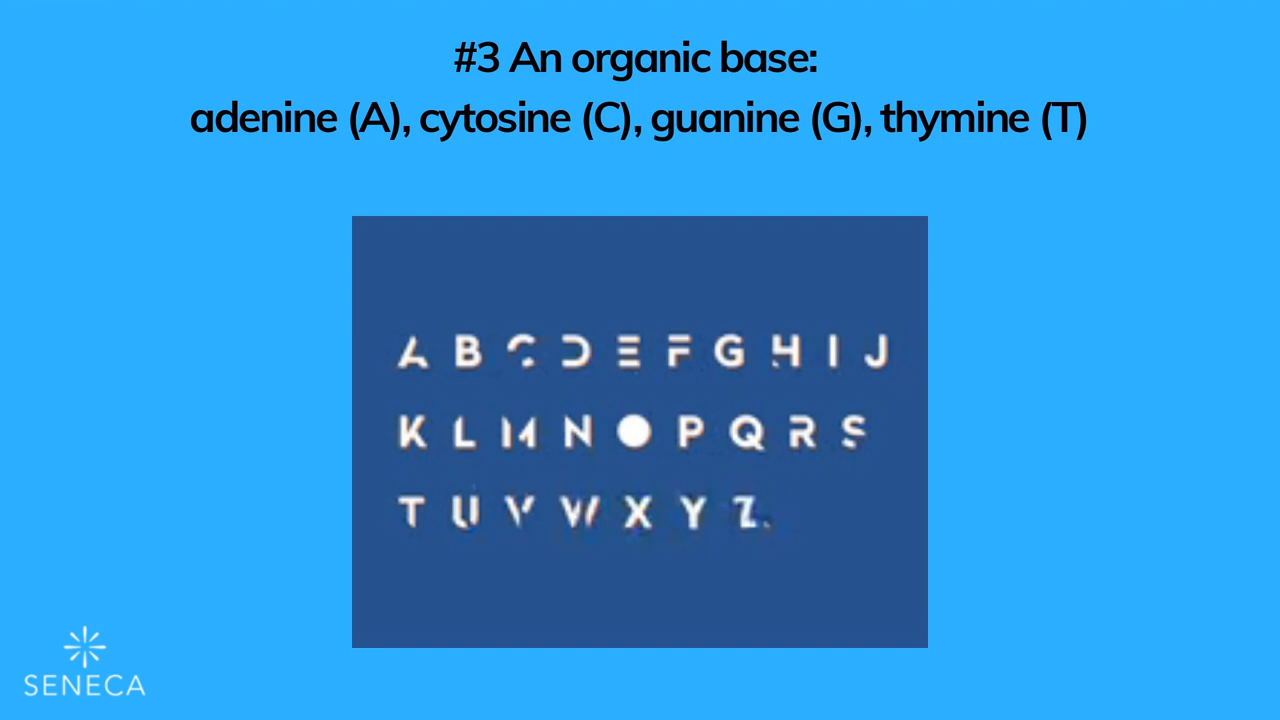 #3 An organic base:
adenine (A), cytosine (C), guanine (G), thymine (T)
A B C D E F G H I J
K L M N O P Q R S
T U V W X Y Z
SENECA